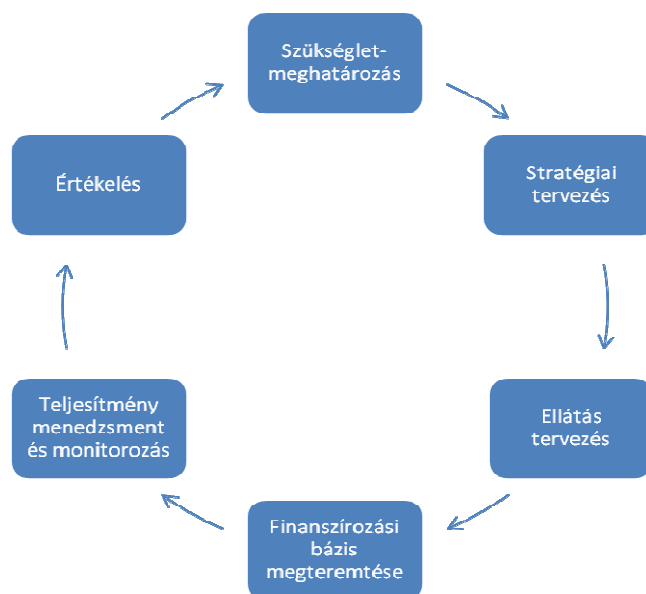 Szükséglet-
meghatározás
Stratégiai
tervezés
Ellátás
tervezés
Finanszírozási
bázis
megteremtése
Teljesítmény
menedzsment
és monitorozás
Értékelés